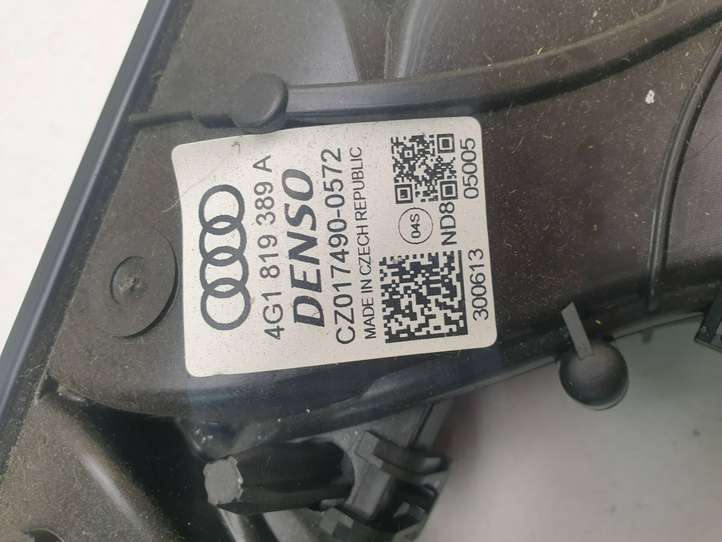 4G1 819 389 A
DENSO
CZ017490-0572
MADE IN CZECH REPUBLIC
04S
ND8
05005
300613